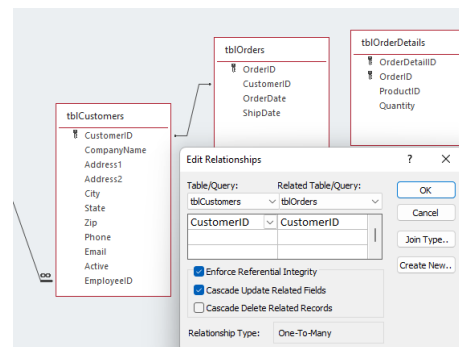 tblCustomers
CustomerID
CompanyName
Address1
Address2
City
State
Zip
Phone
Email
Active
EmployeeID
tblOrders
OrderID
CustomerID
OrderDate
ShipDate
tblOrderDetails
OrderDetailID
OrderID
ProductID
Quantity
Edit Relationships
? ×
Table/Query: Related Table/Query:
tblCustomers tblOrders
CustomerID CustomerID
Enforce Referential Integrity
Cascade Update Related Fields
Cascade Delete Related Records
Relationship Type: One-To-Many
OK
Cancel
Join Type..
Create New..